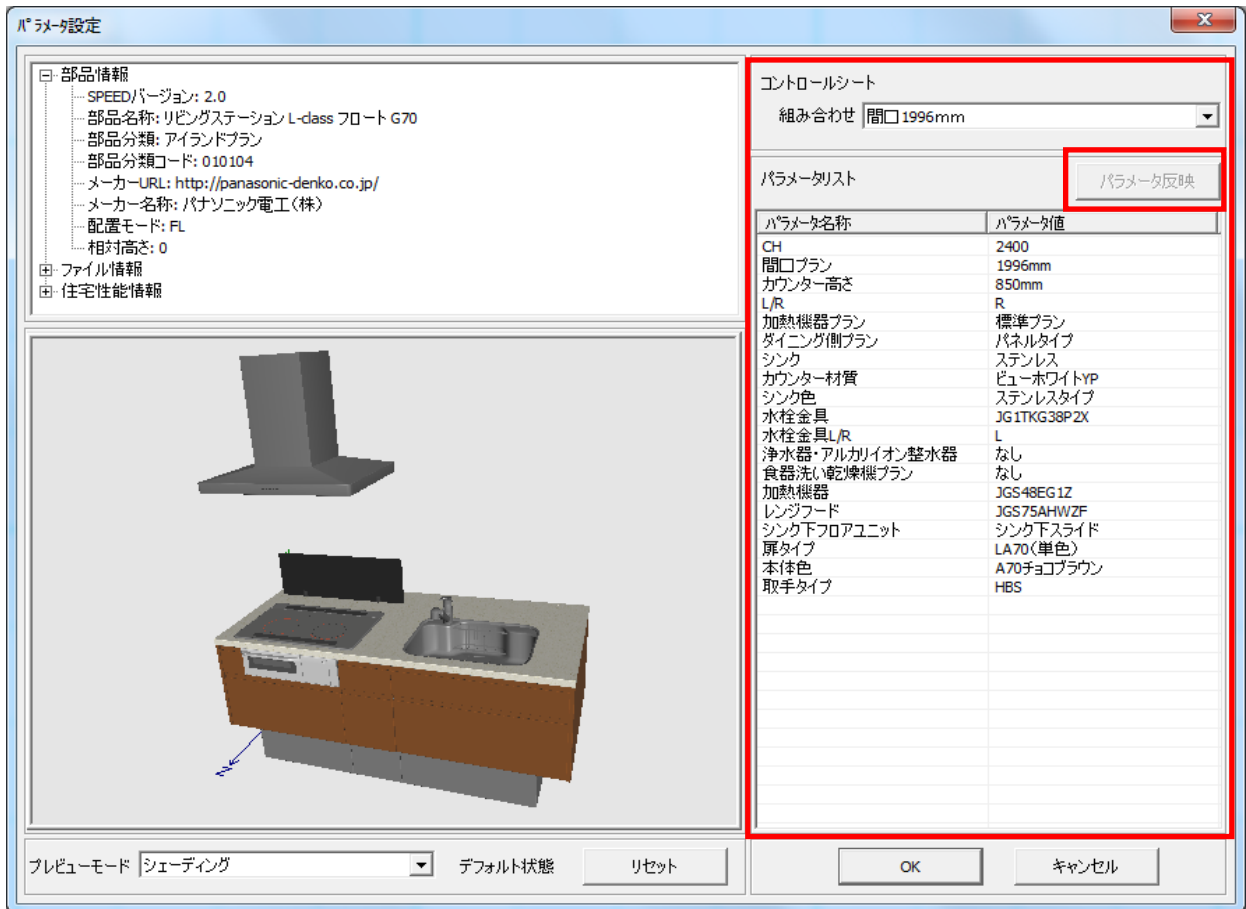 パラメータ設定
部品情報
SPEEDバージョン: 2.0
部品名称: リビングステーション L-class フロート G70
部品分類: アイランドプラン
部品分類コード: 010104
メーカーURL: http://panasonic-denko.co.jp/
メーカー名称: パナソニック電工(株)
配置モード: FL
相対高さ: 0
ファイル情報
住宅性能情報
コントロールシート
組み合わせ 間口1996mm
パラメータリスト パラメータ反映
パラメータ名称 パラメータ値
CH 2400
間口プラン 1996mm
カウンター高さ 850mm
L/R R
加熱機器プラン 標準プラン
ダイニング側プラン パネルタイプ
シンク ステンレス
カウンター材質 ビューホワイトYP
シンク色 ステンレスタイプ
水栓金具 JG1TKG38P2X
水栓金具L/R L
浄水器・アルカリイオン整水器 なし
食器洗い乾燥機プラン なし
加熱機器 JGS48EG1Z
レンジフード JGS75AHWZF
シンク下フロアユニット シンク下スライド
扉タイプ LA70(単色)
本体色 A70チョコブラウン
取手タイプ HBS
プレビューモード シェーディング デフォルト状態 リセット
OK キャンセル